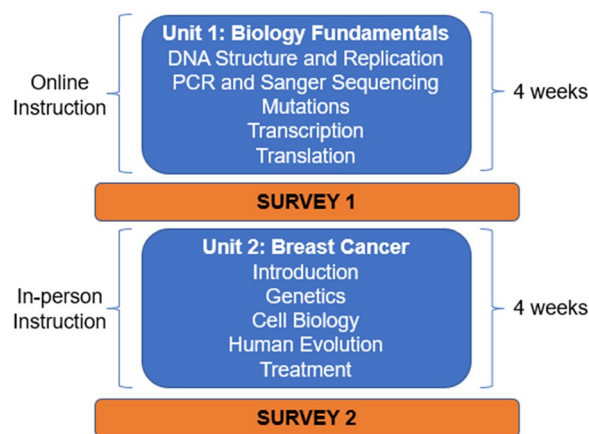 Unit 1: Biology Fundamentals
DNA Structure and Replication
PCR and Sanger Sequencing
Mutations
Transcription
Translation
Online
Instruction
4 weeks
SURVEY 1
Unit 2: Breast Cancer
Introduction
Genetics
Cell Biology
Human Evolution
Treatment
In-person
Instruction
4 weeks
SURVEY 2